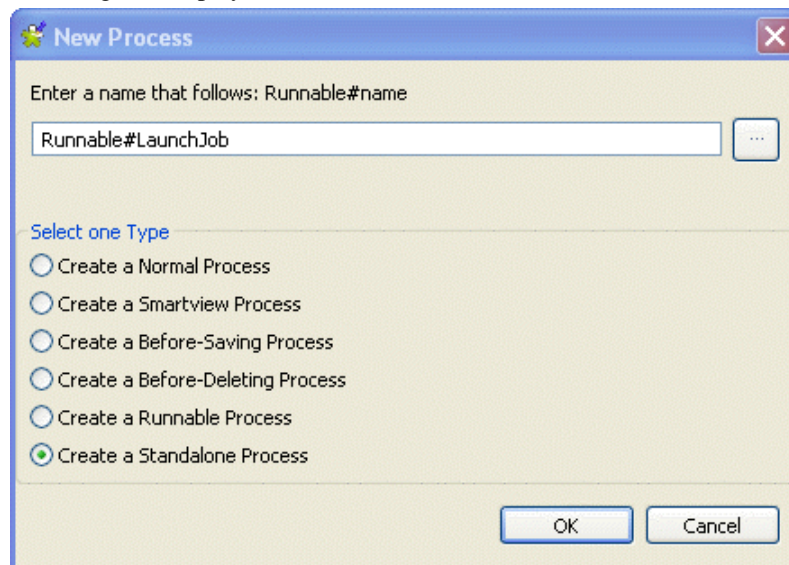 New Process
Enter a name that follows: Runnable#name
Runnable#LaunchJob
...
Select one Type
Create a Normal Process
Create a Smartview Process
Create a Before-Saving Process
Create a Before-Deleting Process
Create a Runnable Process
Create a Standalone Process
OK Cancel